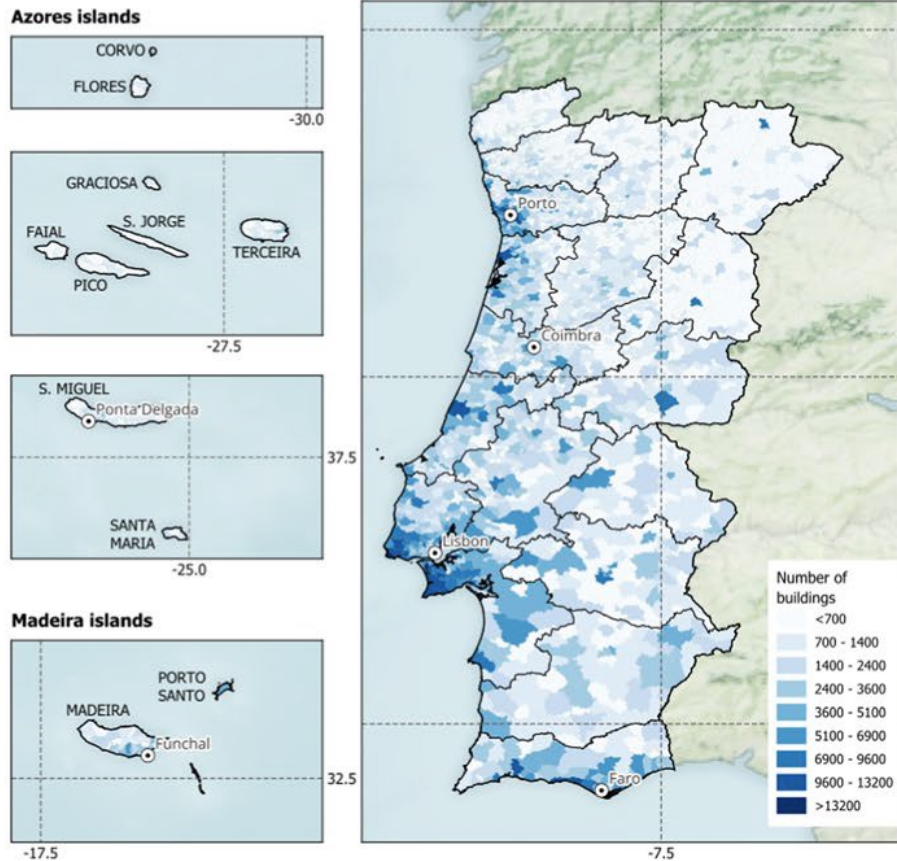 Azores islands
CORVO
FLORES
-30.0
GRACIOSA
S. JORGE
FAIAL
TERCEIRA
PICO
-27.5
S. MIGUEL
Ponta Delgada
37.5
SANTA
MARIA
-25.0
Madeira islands
PORTO
SANTO
MADEIRA
Funchal
32.5
-17.5
Porto
Coimbra
Lisbon
Faro
-7.5
Number of
buildings
<700
700 - 1400
1400 - 2400
2400 - 3600
3600 - 5100
5100 - 6900
6900 - 9600
9600 - 13200
>13200